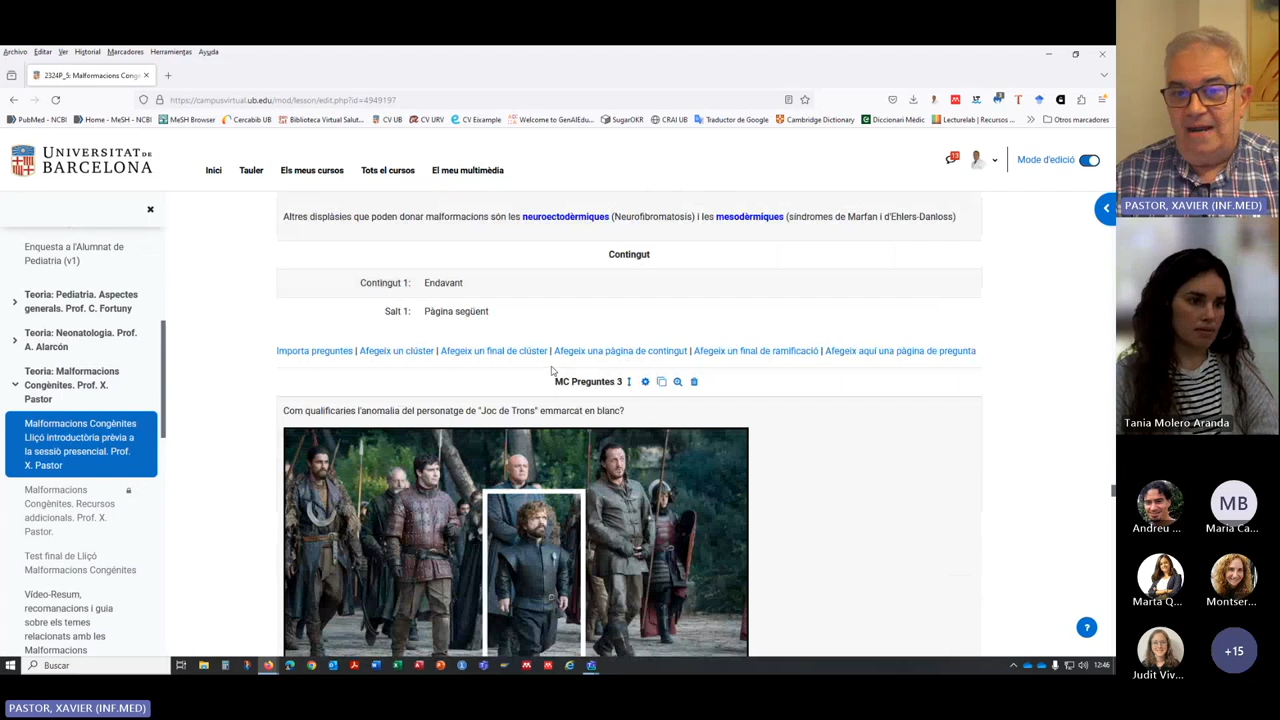 Archivo Editar Ver Historial Marcadores Herramientas Ayuda
2324P_5: Malformacions Conge
https://campusvirtual.ub.edu/mod/lesson/edit.php?id=4949197
PubMed - NCBI Home - MeSH - NCBI MeSH Browser Cercabib UB Biblioteca Virtual Salut... CV UB CV URV CV Eixample Welcome to GenAIEdu... SugarOKR CRAI UB Traductor de Google Cambridge Dictionary Diccionari Mèdic Lecturelab | Recursos ... Otros marcadores
UNIVERSITAT DE
BARCELONA
Inici Tauler Els meus cursos Tots el cursos El meu multimèdia
13
Mode d'edició
Enquesta a l'Alumnat de
Pediatria (v1)
Teoria: Pediatria. Aspectes
generals. Prof. C. Fortuny
Teoria: Neonatologia. Prof.
A. Alarcón
Teoria: Malformacions
Congènites. Prof. X.
Pastor
Malformacions Congènites
Lliçó introductòria prèvia a
la sessió presencial. Prof.
X. Pastor
Malformacions
Congènites. Recursos
addicionals. Prof. X.
Pastor.
Test final de Lliçó
Malformacions Congénites
Vídeo-Resum,
recomanacions i guia
sobre els temes
relacionats amb les
Malformacions
Altres displàsies que poden donar malformacions són les neuroectodèrmiques (Neurofibromatosis) i les mesodèrmiques (síndromes de Marfan i d'Ehlers-Danloss)
Contingut
Contingut 1: Endavant
Salt 1: Pàgina següent
Importa preguntes | Afegeix un clúster | Afegeix un final de clúster | Afegeix una pàgina de contingut | Afegeix un final de ramificació | Afegeix aquí una pàgina de pregunta
MC Preguntes 3
Com qualificaries l'anomalia del personatge de "Joc de Trons" emmarcat en blanc?
?
Buscar
12:46
PASTOR, XAVIER (INF.MED)
Tania Molero Aranda
MB
Andreu ... Maria Ca...
Marta Q... Montser...
Judit Viv... +15
PASTOR, XAVIER (INF.MED)